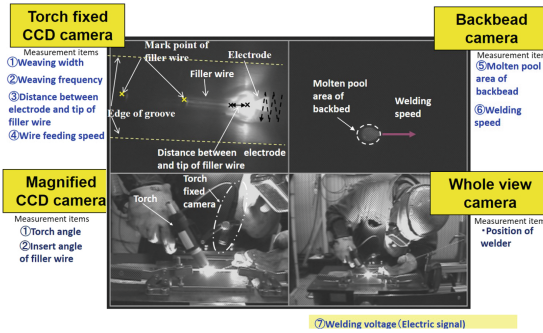 Torch fixed
CCD camera
Measurement items
①Weaving width
②Weaving frequency
③Distance between
electrode and tip of
filler wire
④Wire feeding speed
Mark point of
filler wire
Electrode
Filler wire
Edge of groove
Distance between electrode
and tip of filler wire
Backbead
camera
Measurement item
⑤Molten pool
area of
backbead
⑥Welding
speed
Molten pool
area of
backbed
Welding
speed
Magnified
CCD camera
Measurement items
①Torch angle
②Insert angle
of filler wire
Torch
Torch
fixed
camera
Whole view
camera
Measurement items
・Position of
welder
⑦Welding voltage(Electric signal)